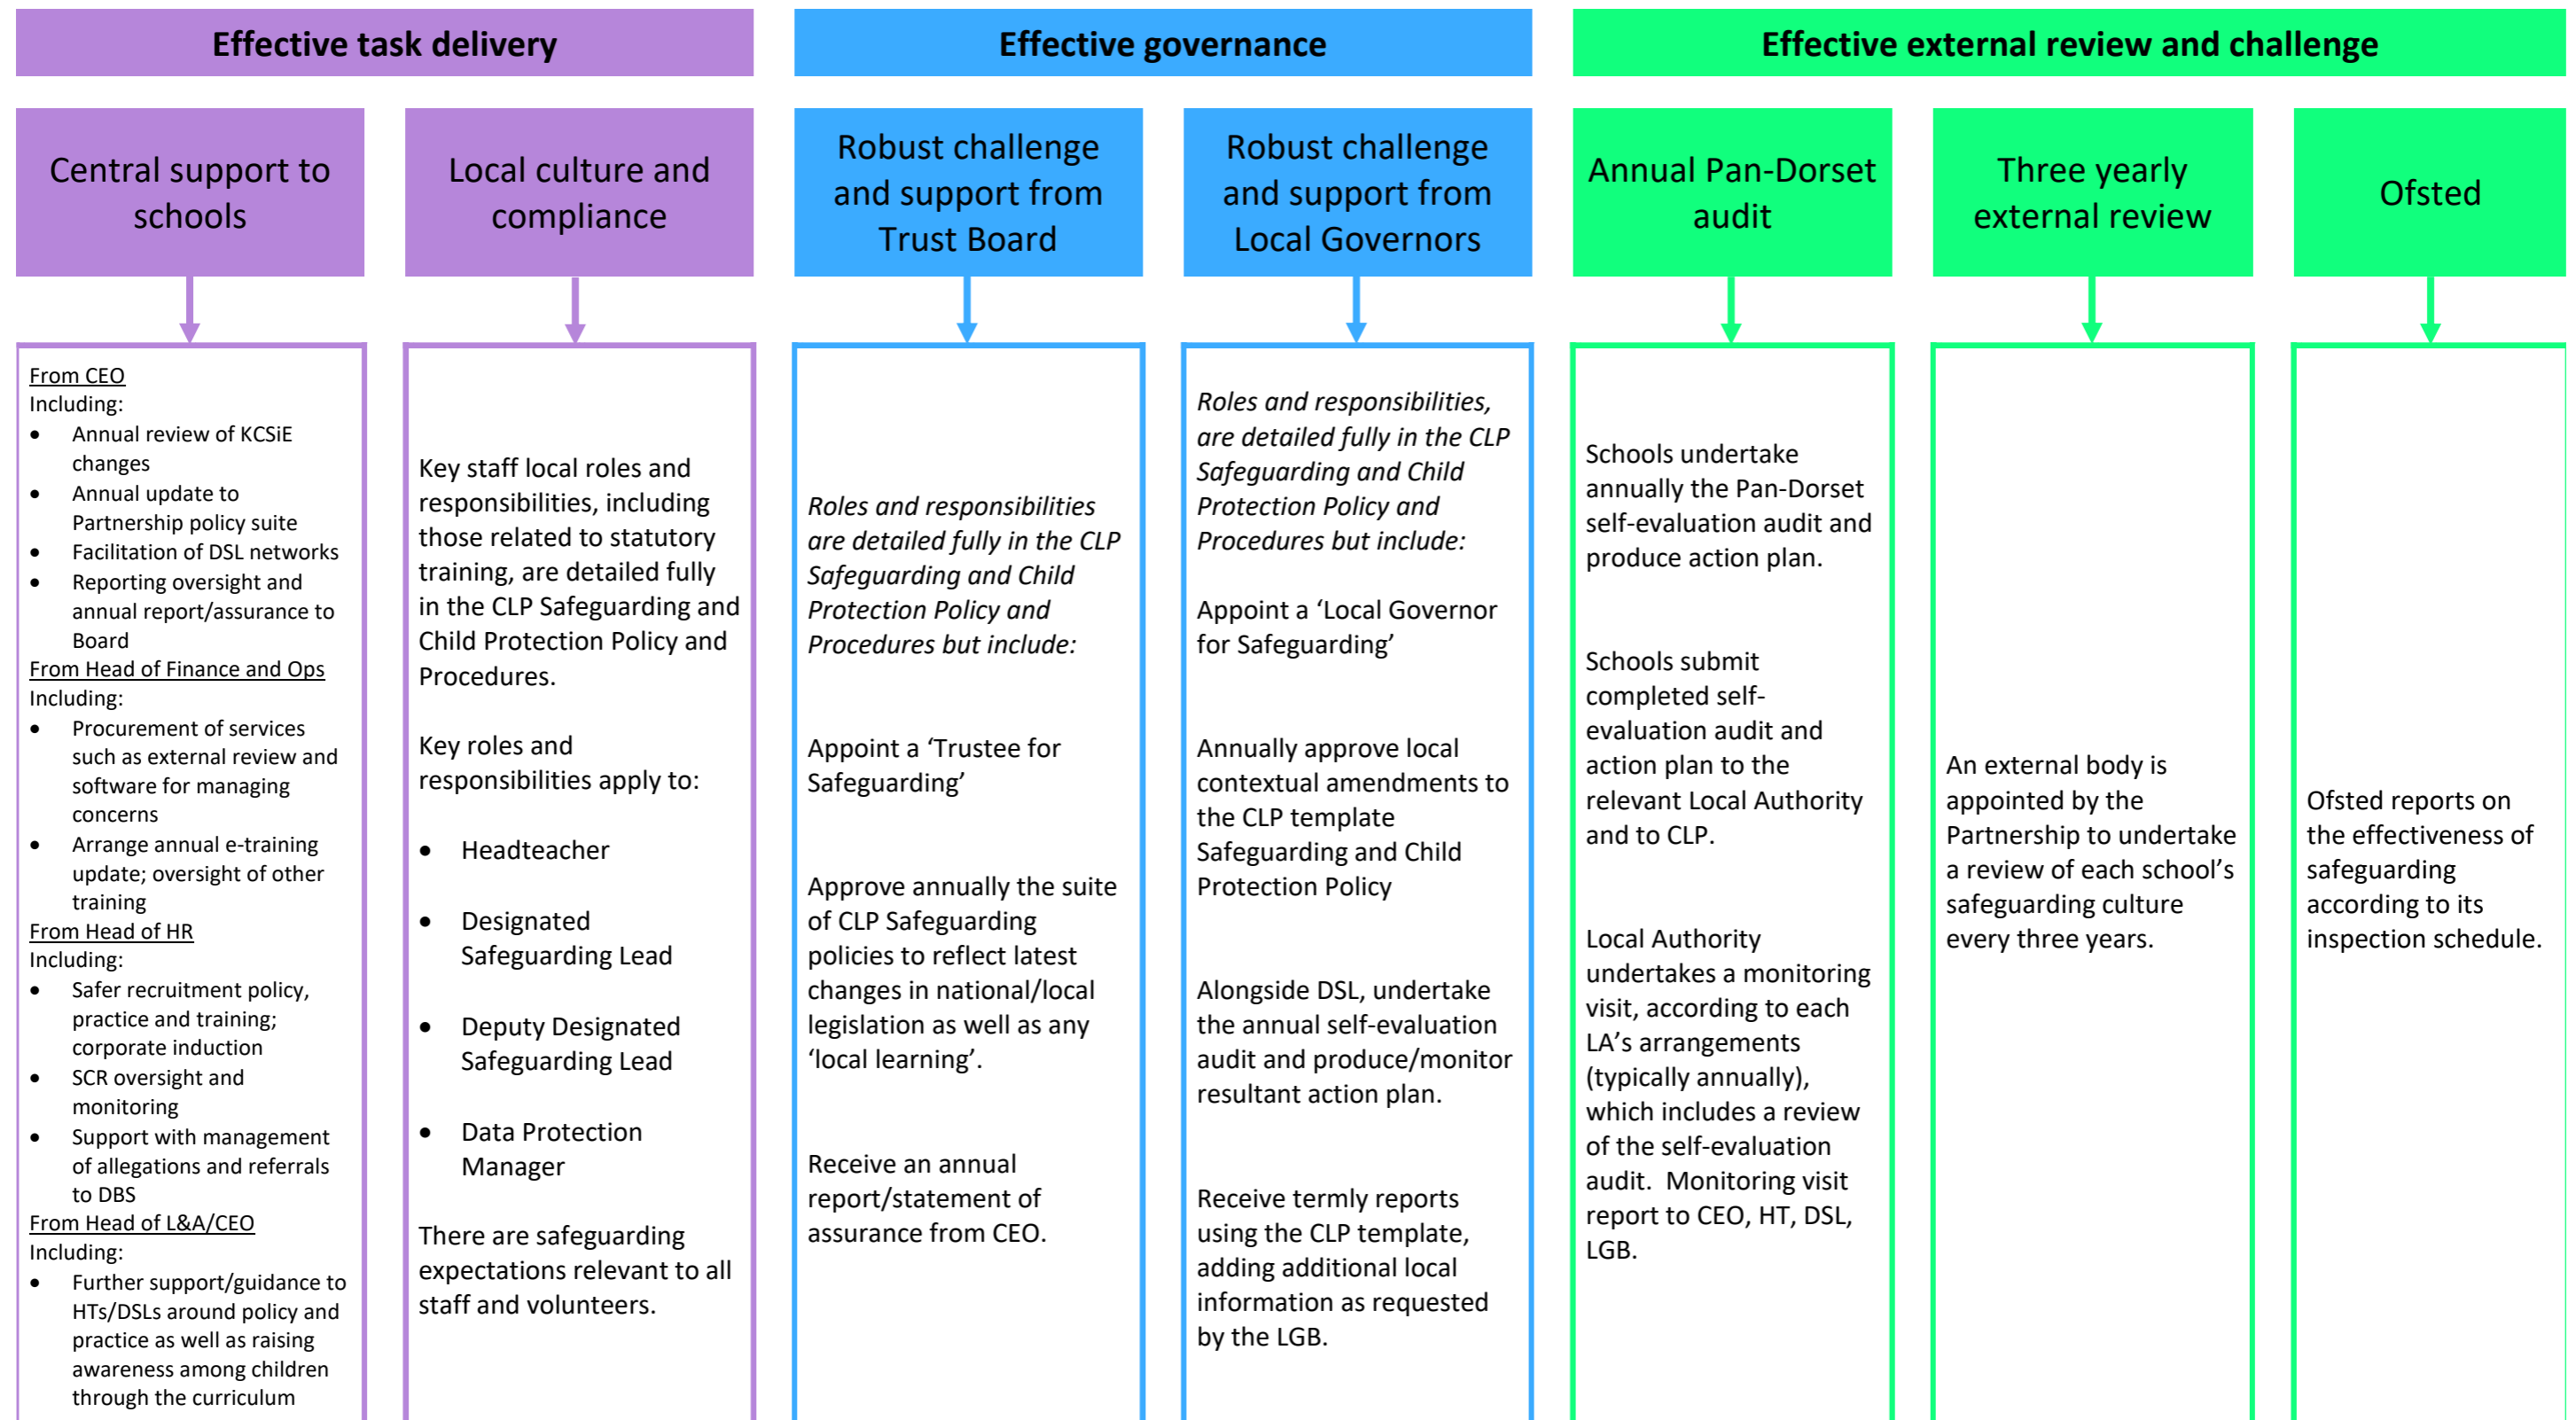 Effective task delivery
Effective governance
Effective external review and challenge
Central support to
schools
Local culture and
compliance
Robust challenge
and support from
Trust Board
Robust challenge
and support from
Local Governors
Annual Pan-Dorset
audit
Three yearly
external review
Ofsted
From CEO
Including:
• Annual review of KCSiE
changes
• Annual update to
Partnership policy suite
• Facilitation of DSL networks
• Reporting oversight and
annual report/assurance to
Board
From Head of Finance and Ops
Including:
• Procurement of services
such as external review and
software for managing
concerns
• Arrange annual e-training
update; oversight of other
training
From Head of HR
Including:
• Safer recruitment policy,
practice and training;
corporate induction
• SCR oversight and
monitoring
• Support with management
of allegations and referrals
to DBS
From Head of L&A/CEO
Including:
• Further support/guidance to
HTs/DSLs around policy and
practice as well as raising
awareness among children
through the curriculum
Key staff local roles and
responsibilities, including
those related to statutory
training, are detailed fully
in the CLP Safeguarding and
Child Protection Policy and
Procedures.
Key roles and
responsibilities apply to:
• Headteacher
• Designated
Safeguarding Lead
• Deputy Designated
Safeguarding Lead
• Data Protection
Manager
There are safeguarding
expectations relevant to all
staff and volunteers.
Roles and responsibilities
are detailed fully in the CLP
Safeguarding and Child
Protection Policy and
Procedures but include:
Appoint a ‘Trustee for
Safeguarding’
Approve annually the suite
of CLP Safeguarding
policies to reflect latest
changes in national/local
legislation as well as any
‘local learning’.
Receive an annual
report/statement of
assurance from CEO.
Roles and responsibilities,
are detailed fully in the CLP
Safeguarding and Child
Protection Policy and
Procedures but include:
Appoint a ‘Local Governor
for Safeguarding’
Annually approve local
contextual amendments to
the CLP template
Safeguarding and Child
Protection Policy
Alongside DSL, undertake
the annual self-evaluation
audit and produce/monitor
resultant action plan.
Receive termly reports
using the CLP template,
adding additional local
information as requested
by the LGB.
Schools undertake
annually the Pan-Dorset
self-evaluation audit and
produce action plan.
Schools submit
completed self-
evaluation audit and
action plan to the
relevant Local Authority
and to CLP.
Local Authority
undertakes a monitoring
visit, according to each
LA’s arrangements
(typically annually),
which includes a review
of the self-evaluation
audit.  Monitoring visit
report to CEO, HT, DSL,
LGB.
An external body is
appointed by the
Partnership to undertake
a review of each school’s
safeguarding culture
every three years.
Ofsted reports on
the effectiveness of
safeguarding
according to its
inspection schedule.